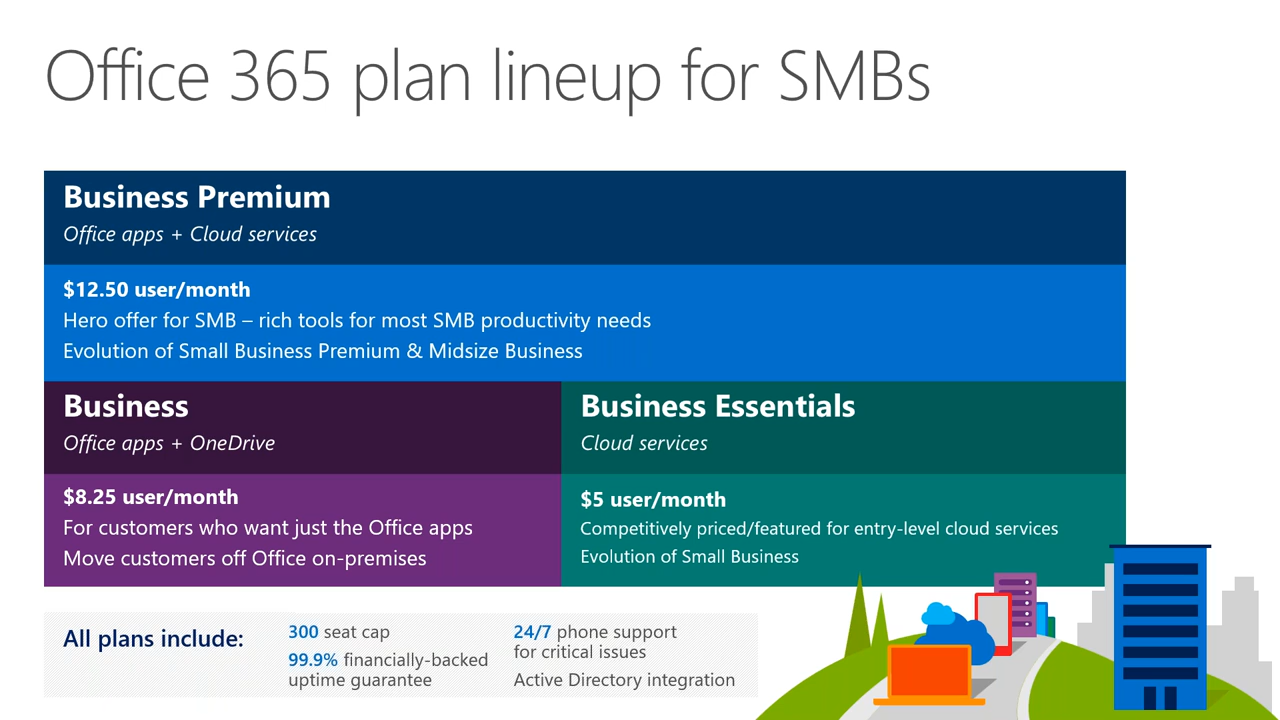 Office 365 plan lineup for SMBs
Business Premium
Office apps + Cloud services
$12.50 user/month
Hero offer for SMB – rich tools for most SMB productivity needs
Evolution of Small Business Premium & Midsize Business
Business
Office apps + OneDrive
$8.25 user/month
For customers who want just the Office apps
Move customers off Office on-premises
Business Essentials
Cloud services
$5 user/month
Competitively priced/featured for entry-level cloud services
Evolution of Small Business
All plans include:
300 seat cap
99.9% financially-backed
uptime guarantee
24/7 phone support
for critical issues
Active Directory integration